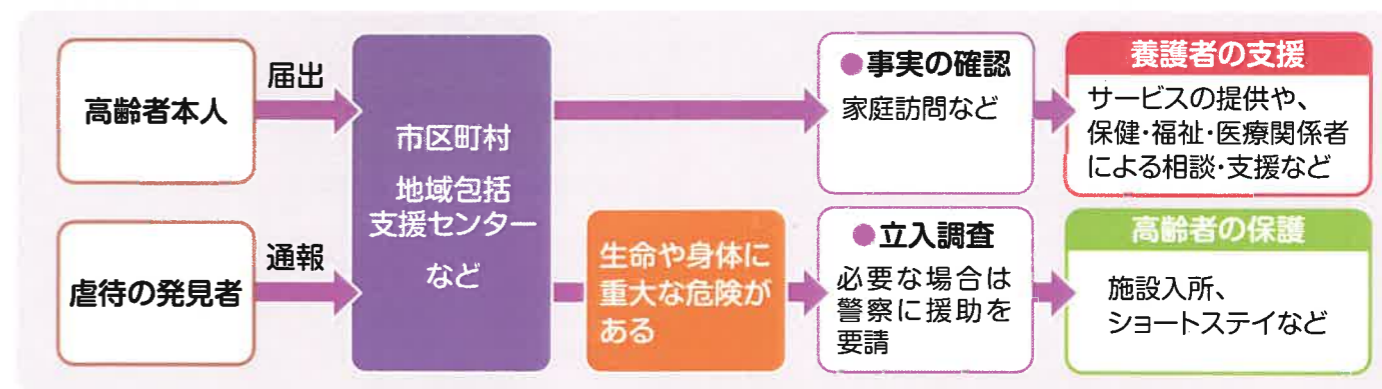 高齢者本人
届出
虐待の発見者
通報
市区町村
地域包括
支援センター
など
生命や身体に
重大な危険が
ある
●事実の確認
家庭訪問など
●立入調査
必要な場合は
警察に援助を
要請
養護者の支援
サービスの提供や、
保健・福祉・医療関係者
による相談・支援など
高齢者の保護
施設入所、
ショートステイなど